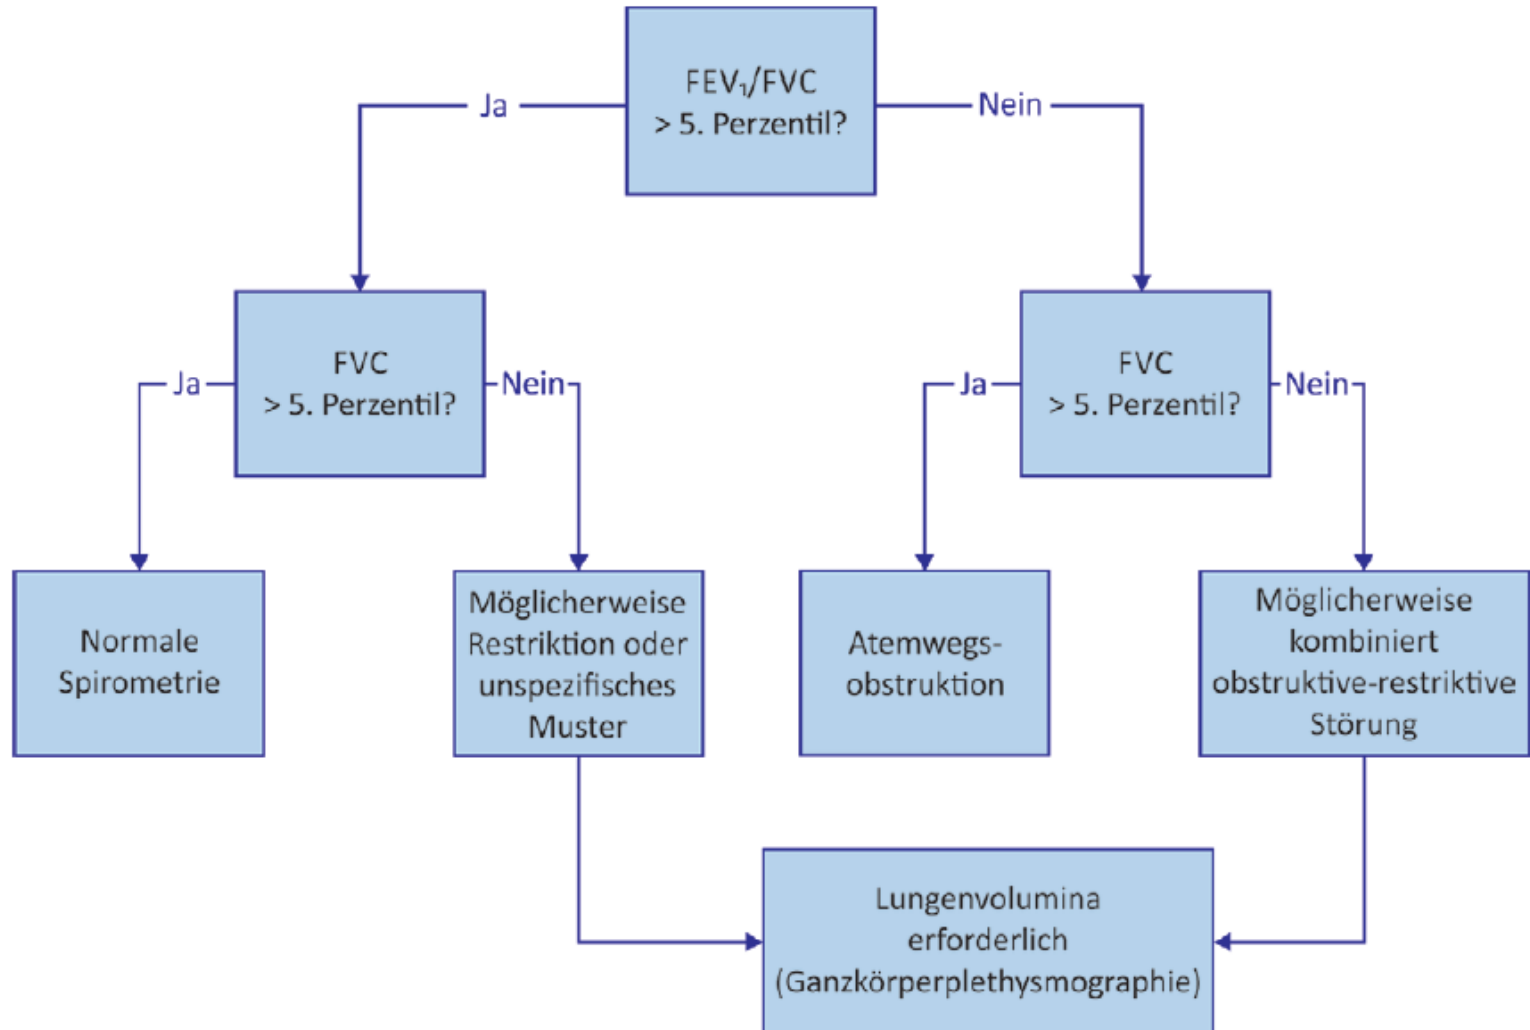 FEV₁/FVC
> 5. Perzentil?
Ja
Nein
FVC
> 5. Perzentil?
Ja
Nein
FVC
> 5. Perzentil?
Ja
Nein
Normale
Spirometrie
Möglicherweise
Restriktion oder
unspezifisches
Muster
Atemwegs-
obstruktion
Möglicherweise
kombiniert
obstruktive-restriktive
Störung
Lungenvolumina
erforderlich
(Ganzkörperplethysmographie)